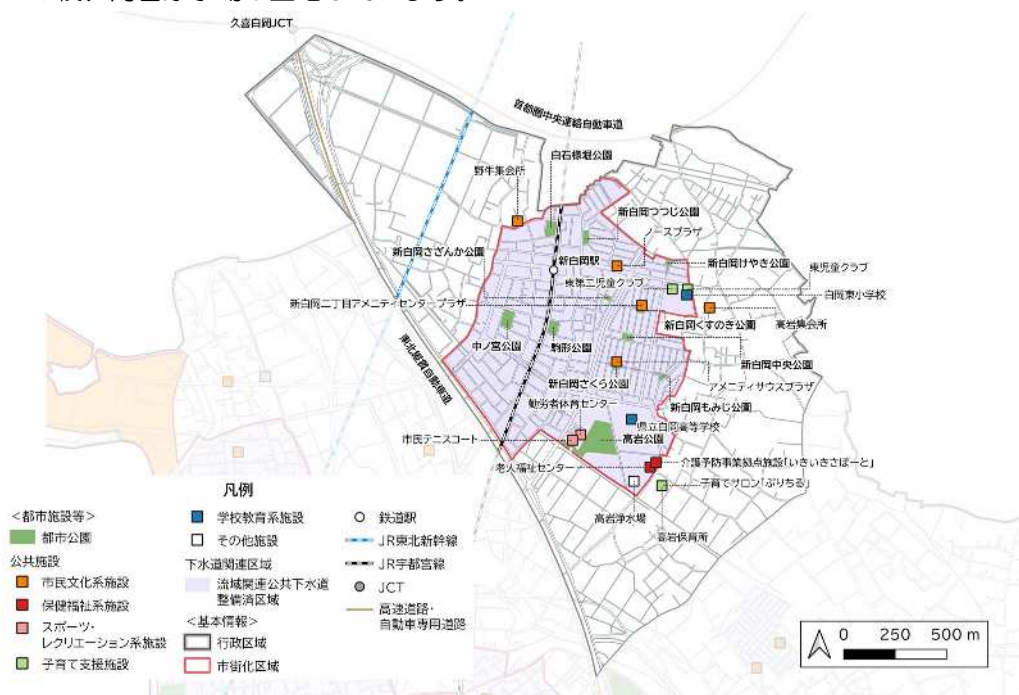 久喜白岡JCT
首都圏中央連絡自動車道
白石様堀公園
野牛集会所
新白岡つつじ公園
ノースプラザ
新白岡さざんか公園
新白岡駅
新白岡けやき公園
東児童クラブ
東第二児童クラブ
白岡東小学校
新白岡二丁目アメニティセンタープラザ
新白岡くすのき公園
高岩集会所
中ノ宮公園
駒形公園
新白岡中央公園
東北縦貫自動車道
新白岡さくら公園
アメニティサウスプラザ
勤労者体育センター
新白岡もみじ公園
県立白岡高等学校
市民テニスコート
高岩公園
老人福祉センター
介護予防事業拠点施設「いきいきさぽーと」
子育てサロン「ぷりちる」
高岩浄水場
高岩保育所
凡例
<都市施設等>
都市公園
公共施設
市民文化系施設
保健福祉系施設
スポーツ・
レクリエーション系施設
子育て支援施設
学校教育系施設
その他施設
下水道関連区域
流域関連公共下水道
整備済区域
<基本情報>
行政区域
市街化区域
鉄道駅
JR東北新幹線
JR宇都宮線
JCT
高速道路・
自動車専用道路
0 250 500 m